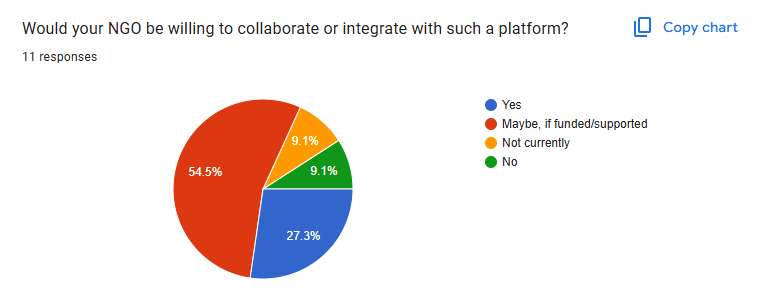 Would your NGO be willing to collaborate or integrate with such a platform?
Copy chart
11 responses
Yes
Maybe, if funded/supported
Not currently
No
9.1%
54.5%
9.1%
27.3%